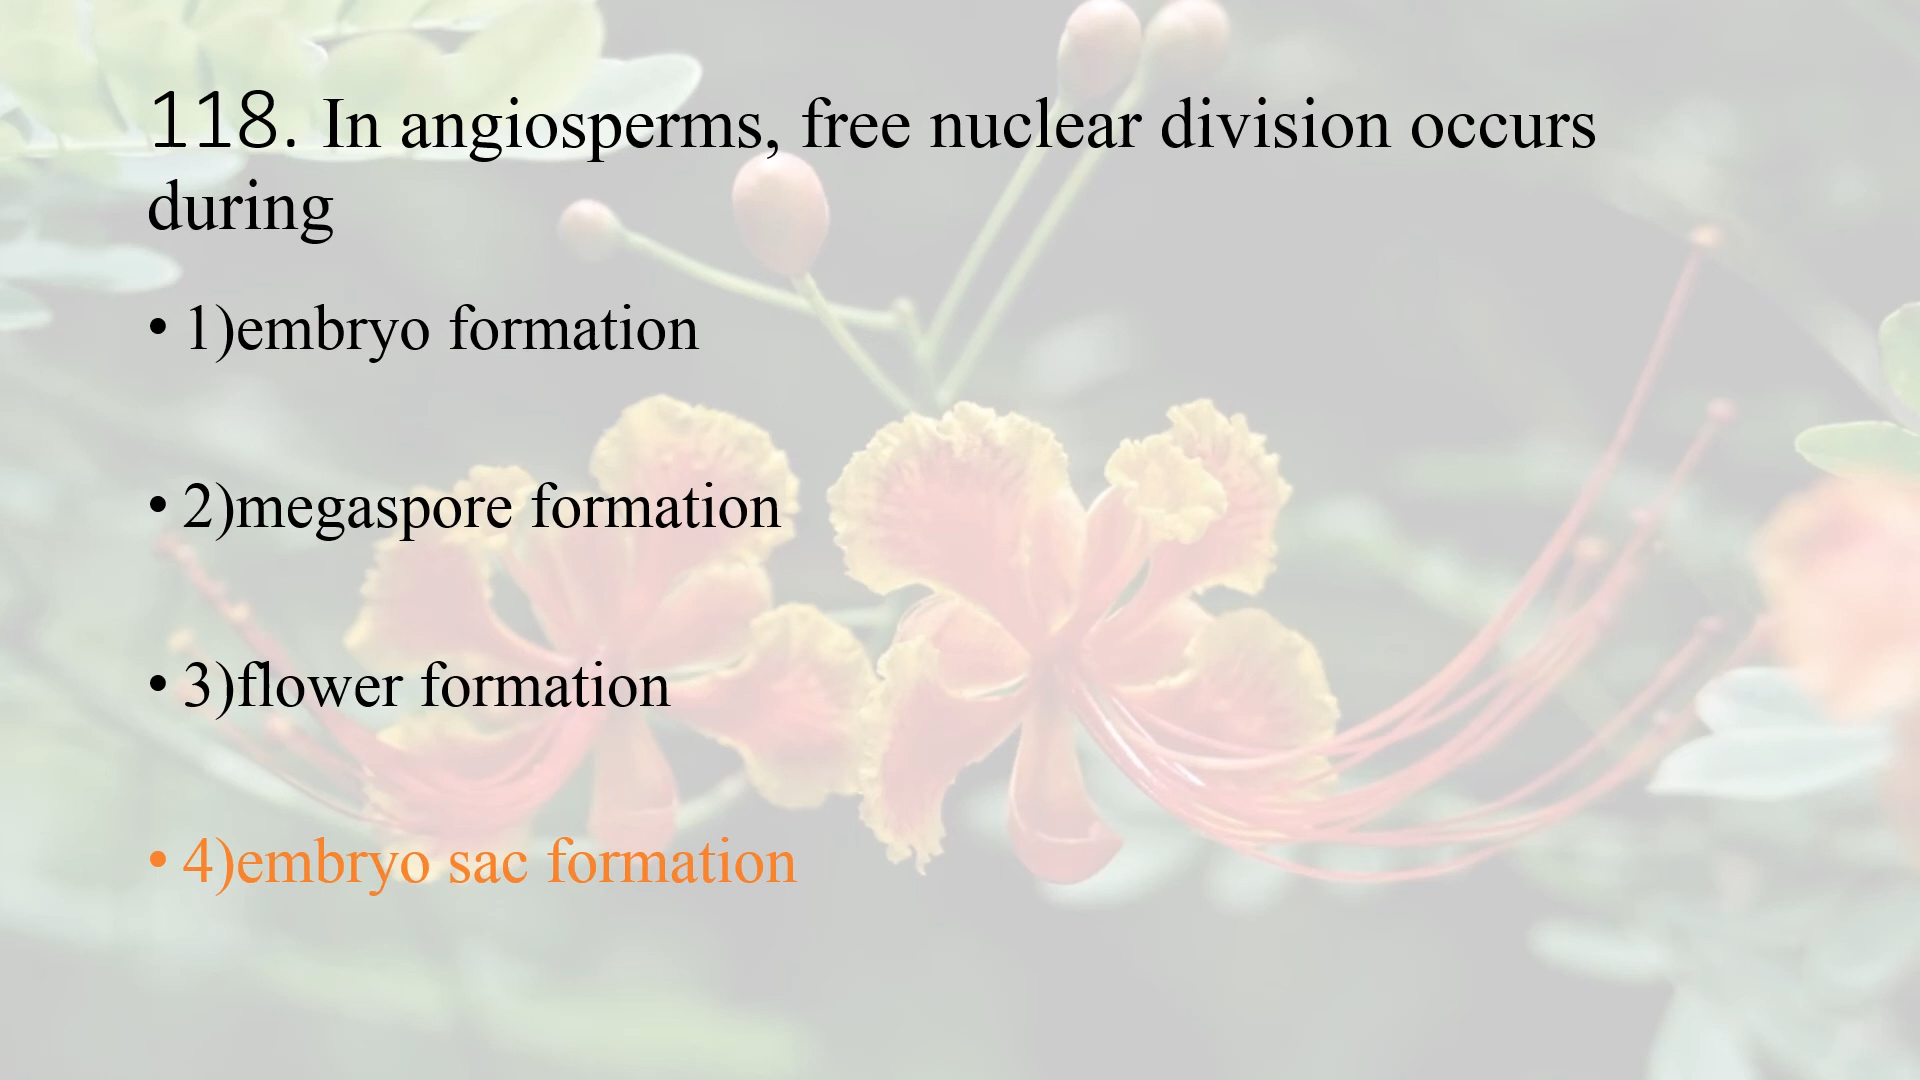 118. In angiosperms, free nuclear division occurs
during
• 1)embryo formation
• 2)megaspore formation
• 3)flower formation
• 4)embryo sac formation